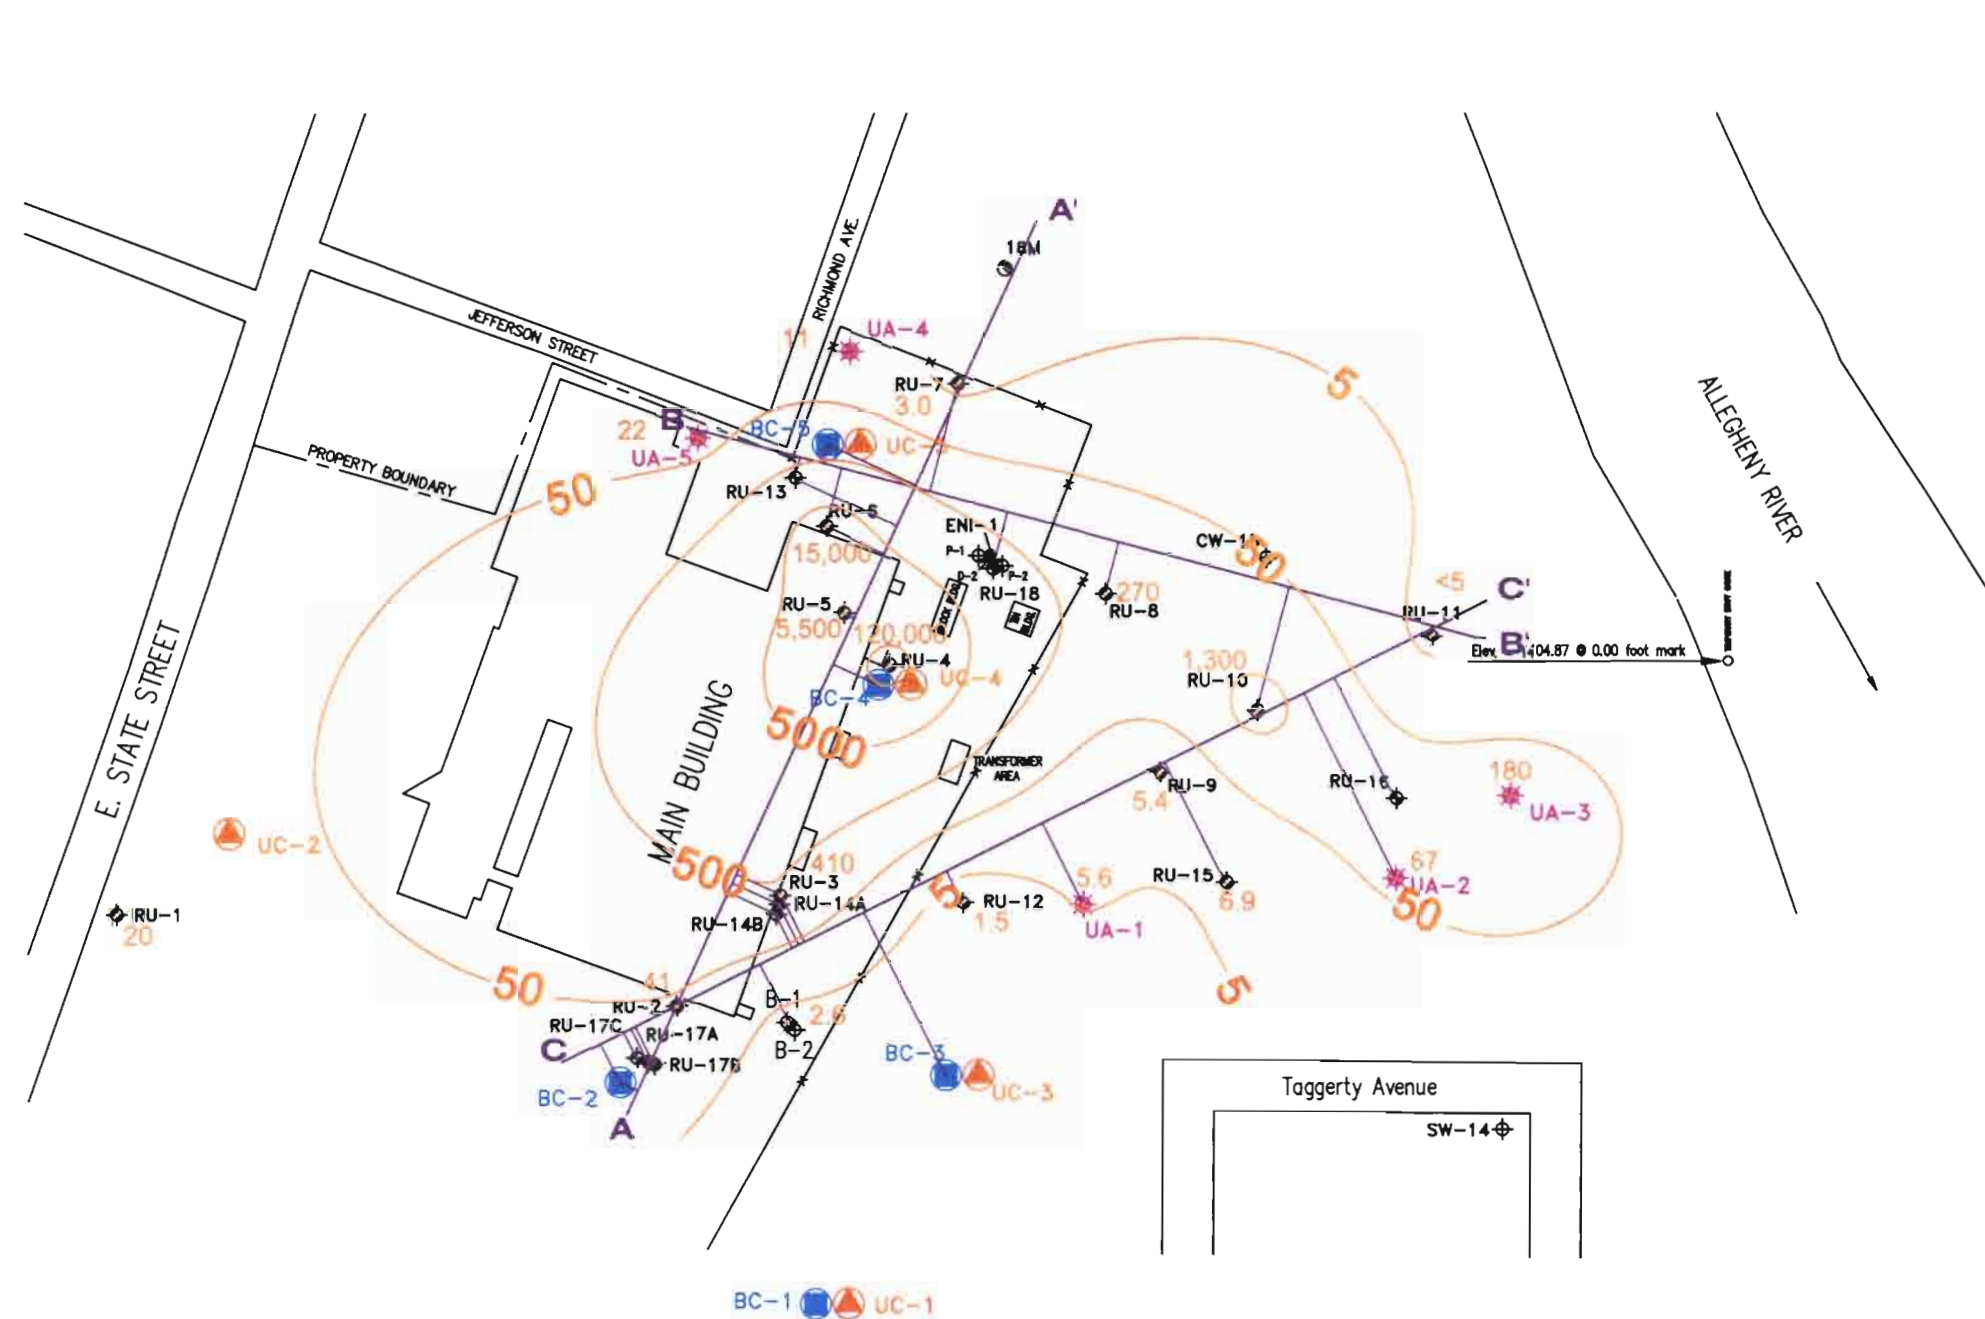 A'
18M
RICHMOND AVE.
JEFFERSON STREET
11
UA-4
RU-7
3.0
5
ALLEGHENY RIVER
B
22
UA-5
BC-5
PROPERTY BOUNDARY
50
RU-13
RU-6
ENI-1
P-1
P-2
15,000
CW-1
50
RU-18
270
RU-8
<5
C'
RU-11
B'
Elev. 1404.87 @ 0.00 foot mark
RU-5
5,500
120,000
RU-4
UC-4
BC-4
BLDG.
1,300
RU-10
5000
MAIN BUILDING
TRANSFORMER
AREA
E. STATE STREET
RU-9
5.4
RU-16
180
UA-3
UC-2
500
410
RU-3
RU-14A
RU-14B
5
RU-12
1.5
5.6
UA-1
RU-15
6.9
67
UA-2
50
RU-1
20
50
RU-2
RU-17C
RU-17A
RU-17B
C
B-1
B-2
BC-2
A
BC-3
UC-3
5
Taggerty Avenue
SW-14
BC-1
UC-1